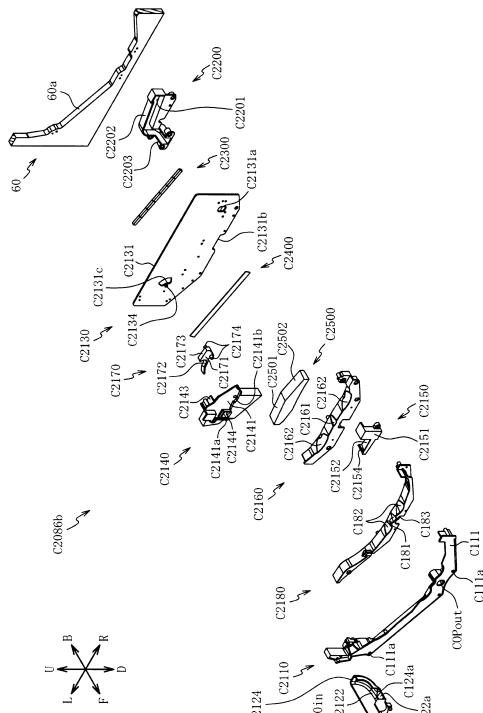 60a
60
C2200
C2202
C2201
C2203
C2300
C2131a
C2131
C2131b
C2131c
C2134
C2400
C2130
C2173
C2174
C2172
C2171
C2170
C2141b
C2143
C2502
C2501
C2500
C2141a
C2144
C2141
C2140
C2162
C2161
C2162
C2150
C2152
C2151
C2154
C2160
C2086b
C182
C181
C183
C2180
C111
C111a
COPout
C111a
C2110
U
B
R
D
F
L
2124
0in
2122
C124a
22a